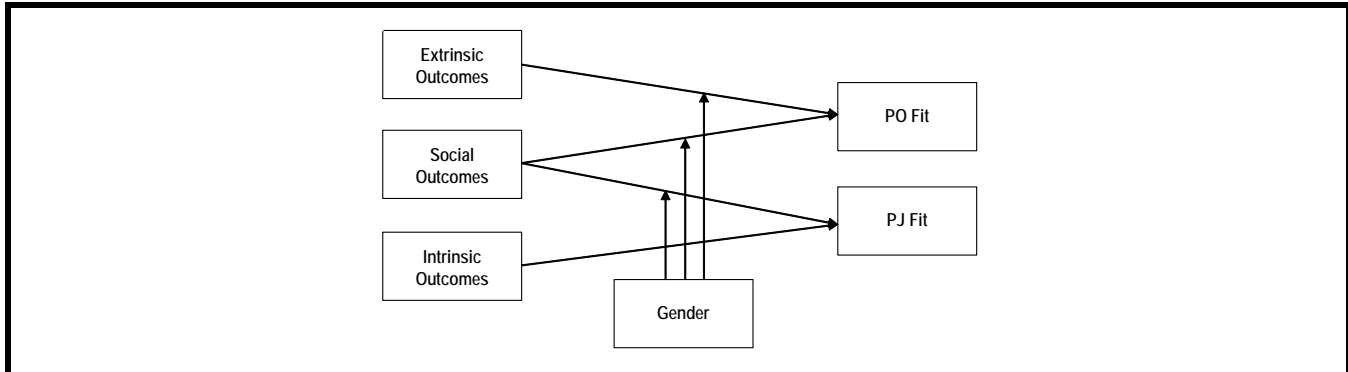 Extrinsic
Outcomes
PO Fit
Social
Outcomes
PJ Fit
Intrinsic
Outcomes
Gender